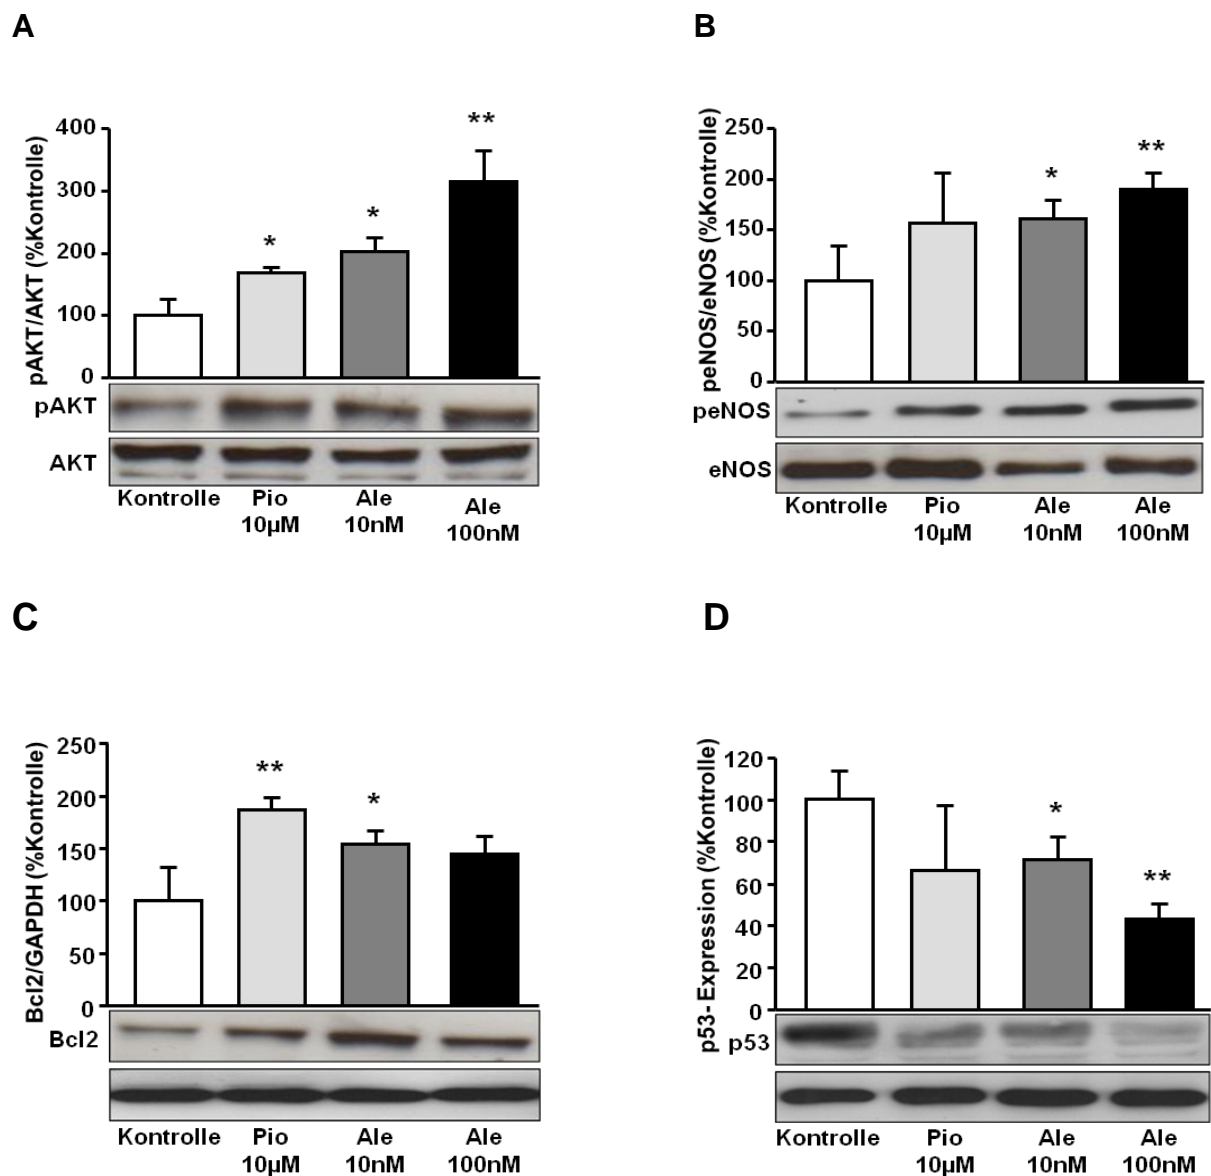 A
pAKT/AKT (%Kontrolle)
400
300
200
100
0
*
*
**
pAKT
AKT
Kontrolle Pio Ale Ale
10µM 10nM 100nM
B
peNOS/eNOS (%Kontrolle)
250
200
150
100
50
0
*
**
peNOS
eNOS
Kontrolle Pio Ale Ale
10µM 10nM 100nM
C
Bcl2/GAPDH (%Kontrolle)
250
200
150
100
50
0
**
*
Bcl2
Kontrolle Pio Ale Ale
10µM 10nM 100nM
D
p53- Expression (%Kontrolle)
120
100
80
60
40
20
0
*
**
p53
Kontrolle Pio Ale Ale
10µM 10nM 100nM